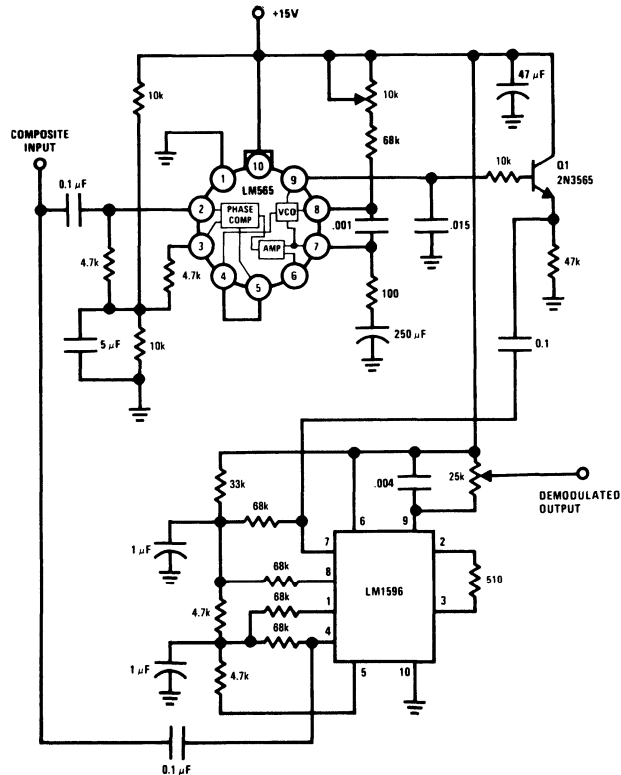 +15V
47 μF
10k
10k
COMPOSITE
INPUT
68k
Q1
2N3565
10k
0.1 μF
1
10
9
LM565
2
PHASE
COMP
VCO
8
.001
.015
3
AMP
7
4.7k
4.7k
4
5
6
100
47k
5 μF
10k
250 μF
0.1
33k
.004
25k
DEMODULATED
OUTPUT
68k
6
9
1 μF
7
2
68k
8
LM1596
510
68k
1
4.7k
68k
4
3
1 μF
4.7k
5
10
0.1 μF